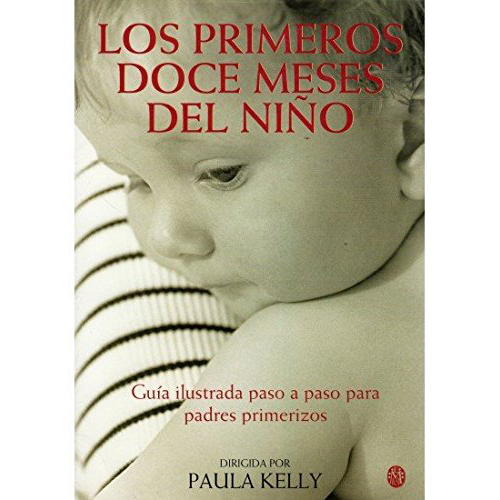 LOS PRIMEROS
DOCE MESES
DEL NIÑO
Guía ilustrada paso a paso para
padres primerizos
DIRIGIDA POR
PAULA KELLY